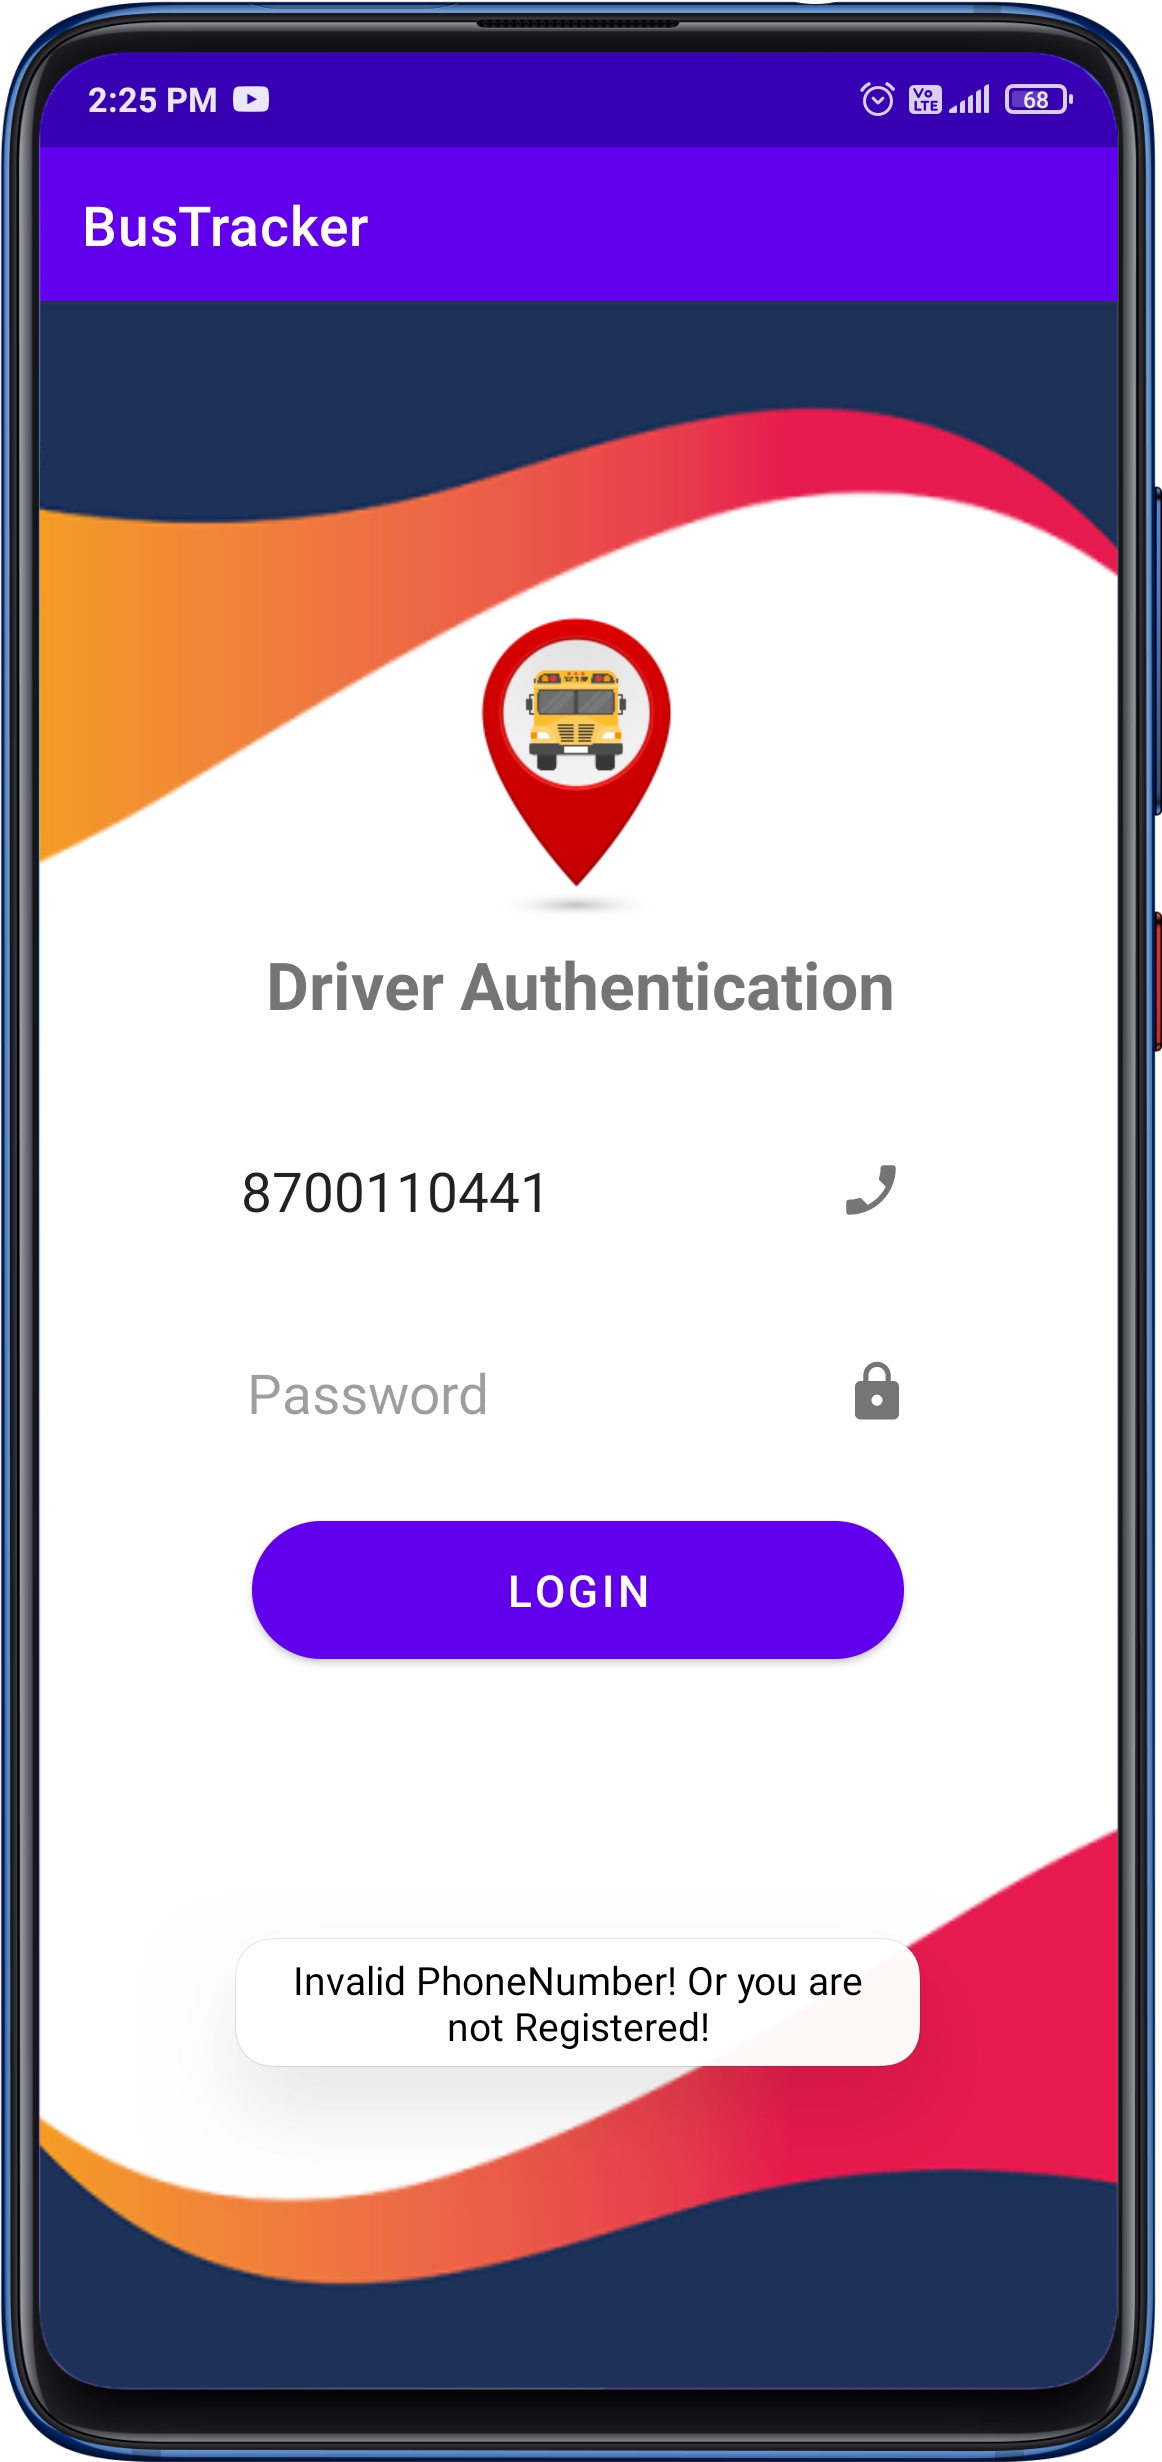 2:25 PM
Vo LTE
68
BusTracker
Driver Authentication
8700110441
Password
LOGIN
Invalid PhoneNumber! Or you are
not Registered!